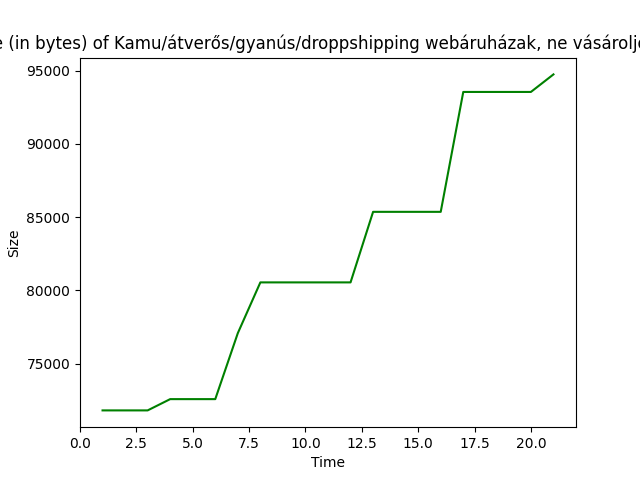 (in bytes) of Kamu/átverős/gyanús/droppshipping webáruházak, ne
95000
90000
85000
80000
75000
Size
0.0 2.5 5.0 7.5 10.0 12.5 15.0 17.5 20.0
Time